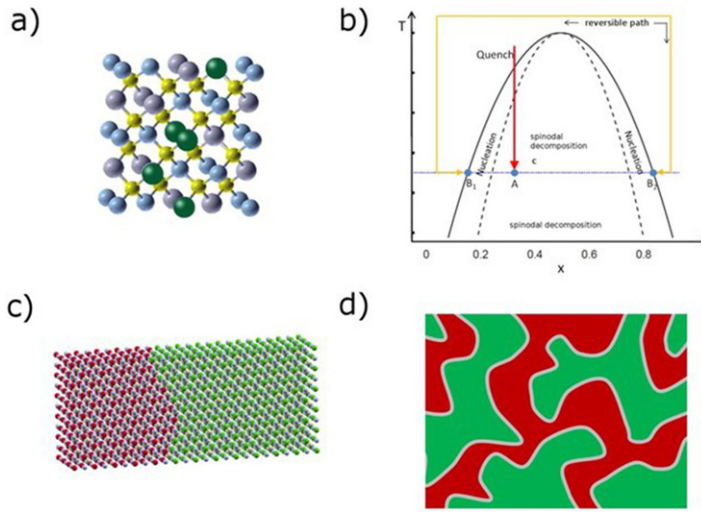 a)
b)
T
reversible path
Quench
spinodal
decomposition
c
Nucleation
Nucleation
B1
A
B2
spinodal decomposition
0
0.2
0.4
0.6
0.8
x
c)
d)